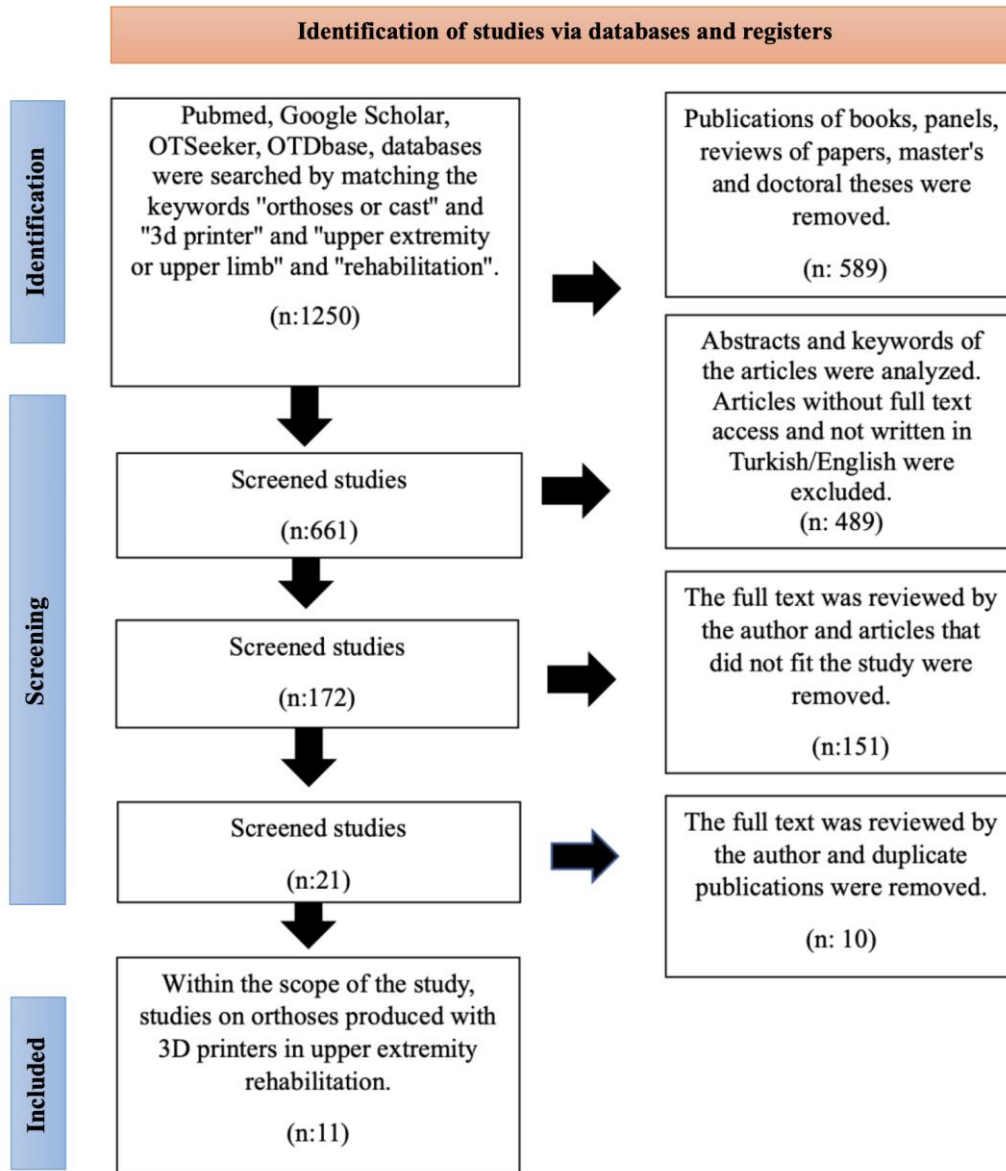 Identification of studies via databases and registers
Identification
Pubmed, Google Scholar,
OTSeeker, OTDbase, databases
were searched by matching the
keywords "orthoses or cast" and
"3d printer" and "upper extremity
or upper limb" and "rehabilitation".
(n:1250)
Publications of books, panels,
reviews of papers, master's
and doctoral theses were
removed.
(n: 589)
Screening
Screened studies
(n:661)
Abstracts and keywords of
the articles were analyzed.
Articles without full text
access and not written in
Turkish/English were
excluded.
(n: 489)
Screened studies
(n:172)
The full text was reviewed by
the author and articles that
did not fit the study were
removed.
(n:151)
Screened studies
(n:21)
The full text was reviewed by
the author and duplicate
publications were removed.
(n: 10)
Included
Within the scope of the study,
studies on orthoses produced with
3D printers in upper extremity
rehabilitation.
(n:11)